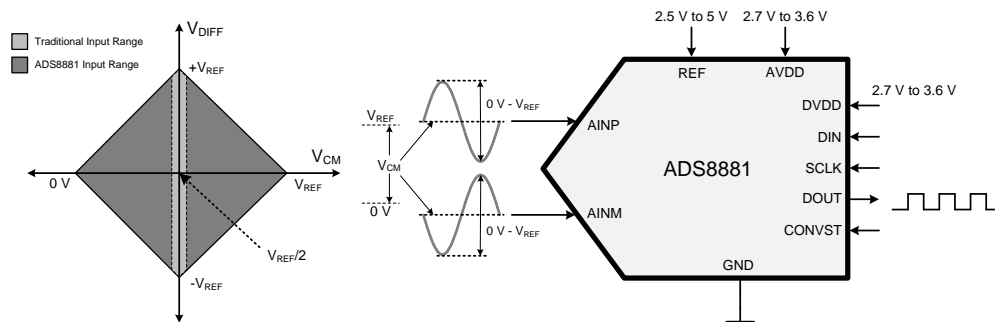 Traditional Input Range
ADS8881 Input Range
VDIFF
+VREF
VCM
0 V
VREF
VREF/2
-VREF
VREF
VCM
0 V
0 V - VREF
0 V - VREF
2.5 V to 5 V
2.7 V to 3.6 V
REF
AVDD
2.7 V to 3.6 V
AINP
AINM
ADS8881
DVDD
DIN
SCLK
DOUT
CONVST
GND